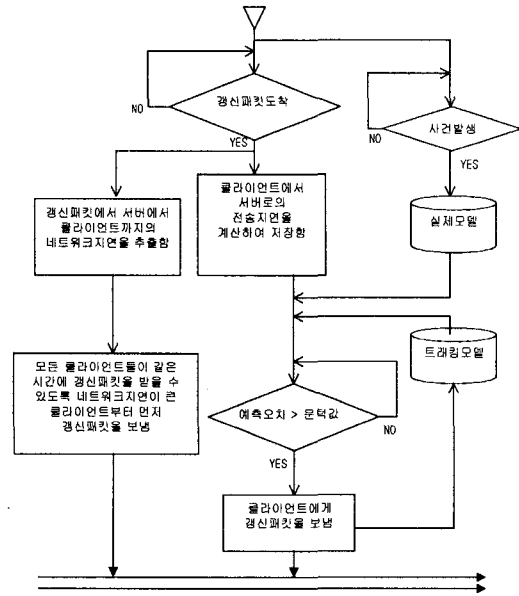 갱신패킷도착
NO
YES
사건발생
NO
YES
갱신패킷에서 서버에서
클라이언트까지의
네트워크지연을 추출함
클라이언트에서
서버로의
전송지연을
계산하여 저장함
실제모델
트래킹모델
모든 클라이언트들이 같은
시간에 갱신패킷을 받을 수
있도록 네트워크지연이 큰
클라이언트부터 먼저
갱신패킷을 보냄
예측오차 > 문턱값
NO
YES
클라이언트에게
갱신패킷을 보냄